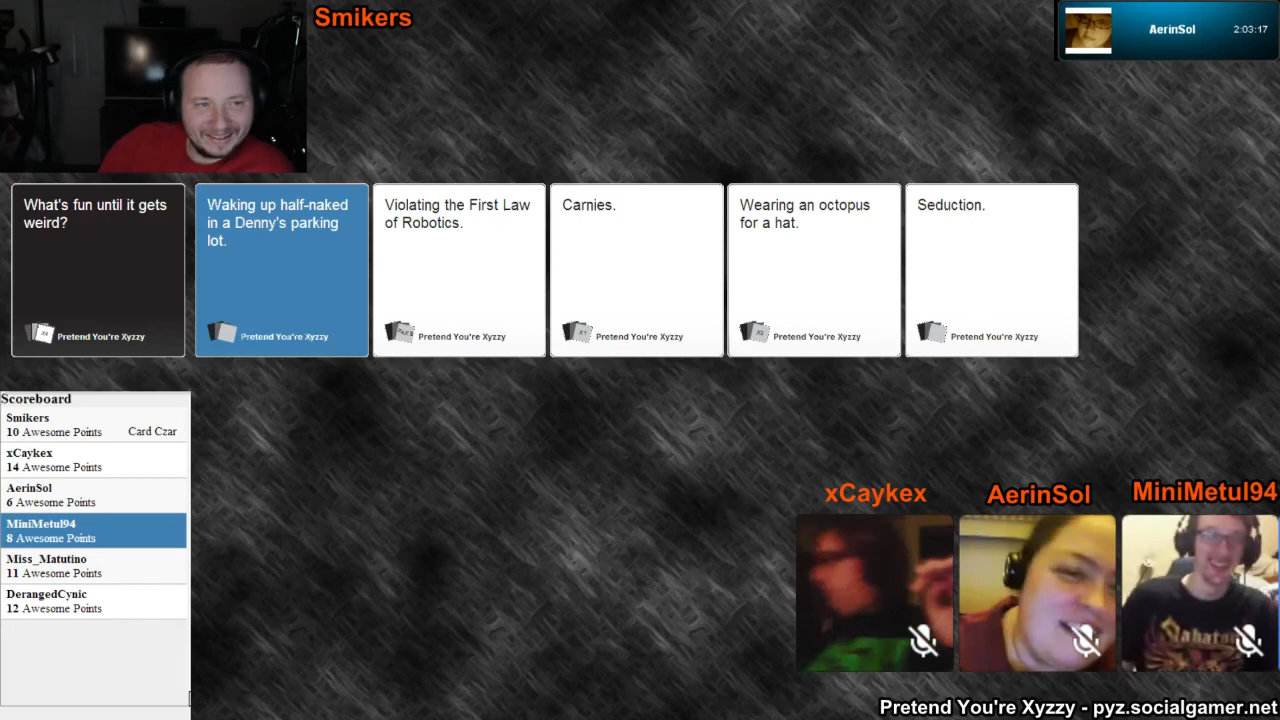 Smikers
AerinSol
2:03:17
What's fun until it gets
weird?
Pretend You're Xyzzy
Waking up half-naked
in a Denny's parking
lot.
Pretend You're Xyzzy
Violating the First Law
of Robotics.
Pretend You're Xyzzy
Carnies.
Pretend You're Xyzzy
Wearing an octopus
for a hat.
Pretend You're Xyzzy
Seduction.
Pretend You're Xyzzy
Scoreboard
Smikers
10 Awesome Points Card Czar
xCaykex
14 Awesome Points
AerinSol
6 Awesome Points
MiniMetul94
8 Awesome Points
Miss_Matutino
11 Awesome Points
DerangedCynic
12 Awesome Points
xCaykex
AerinSol
MiniMetul94
Sabaton
Pretend You're Xyzzy - pyz.socialgamer.net